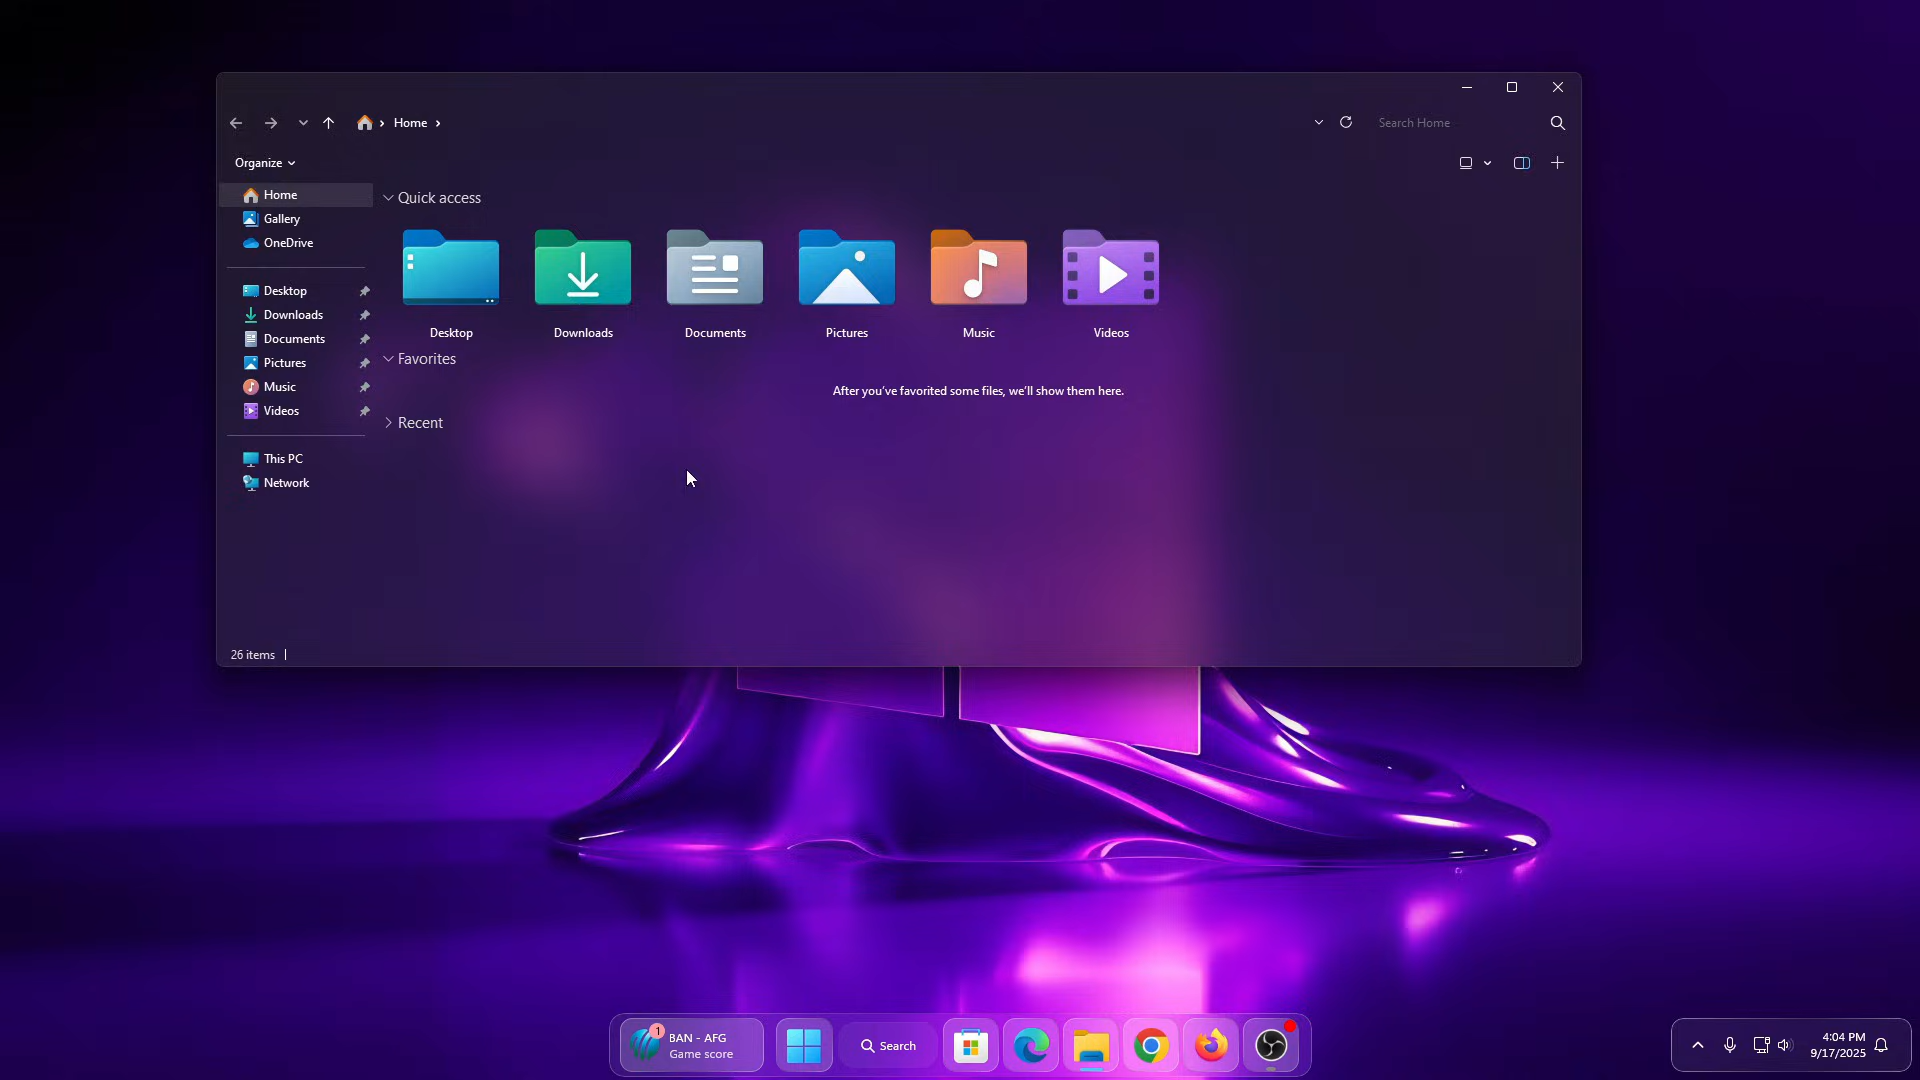 Home
Search Home
Organize
Home
Gallery
OneDrive
Desktop
Downloads
Documents
Pictures
Music
Videos
This PC
Network
Quick access
Desktop
Downloads
Documents
Pictures
Music
Videos
Favorites
After you've favorited some files, we'll show them here.
Recent
26 items
1
BAN - AFG
Game score
Search
4:04 PM
9/17/2025